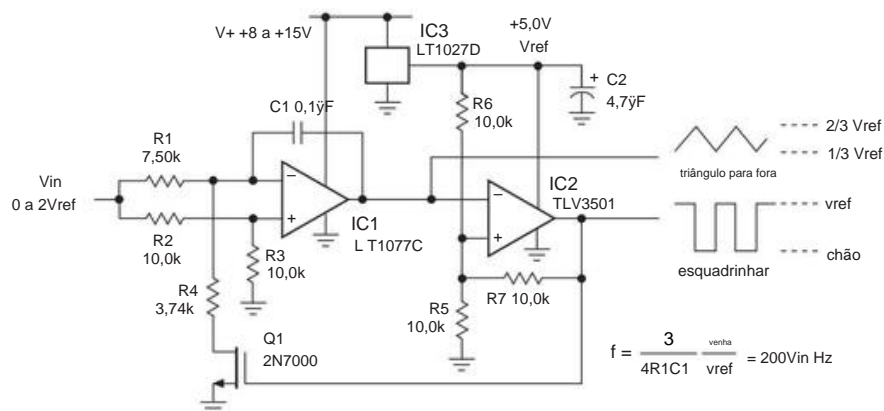 V+ +8 a +15V
IC3
LT1027D
+5,0V
Vref
+
C2
4,7ÿF
C1 0,1ÿF
R6
10,0k
R1
7,50k
2/3 Vref
1/3 Vref
triângulo para fora
Vin
0 a 2Vref
−
+
IC1
L T1077C
−
+
IC2
TLV3501
vref
chão
esquadrinhar
R2
10,0k
R3
10,0k
R4
3,74k
R7 10,0k
R5
10,0k
Q1
2N7000
f = 3 / 4R1C1 venha / vref = 200Vin Hz